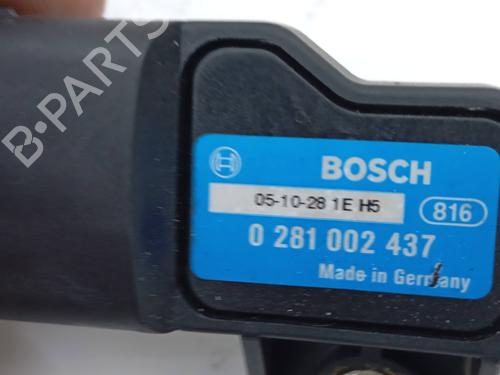 B-PARTS
BOSCH
05-10-28 1E H5
816
0 281 002 437
Made in Germany